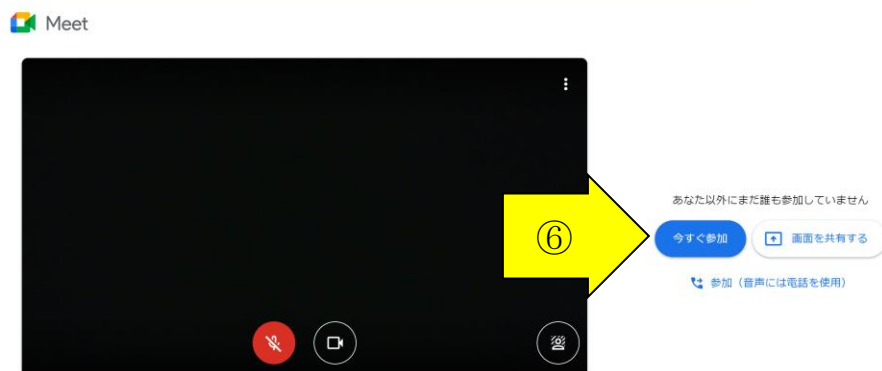 Meet
あなた以外にまだ誰も参加していません
⑥
今すぐ参加
画面を共有する
参加（音声には電話を使用）